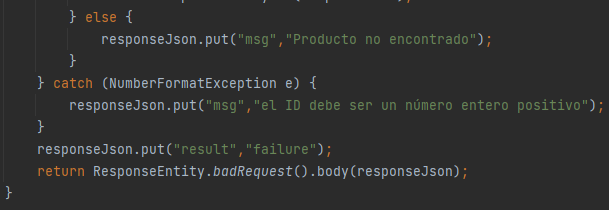 } else {
responseJson.put("msg","Producto no encontrado");
}
} catch (NumberFormatException e) {
responseJson.put("msg","el ID debe ser un número entero positivo");
}
responseJson.put("result","failure");
return ResponseEntity.badRequest().body(responseJson);
}